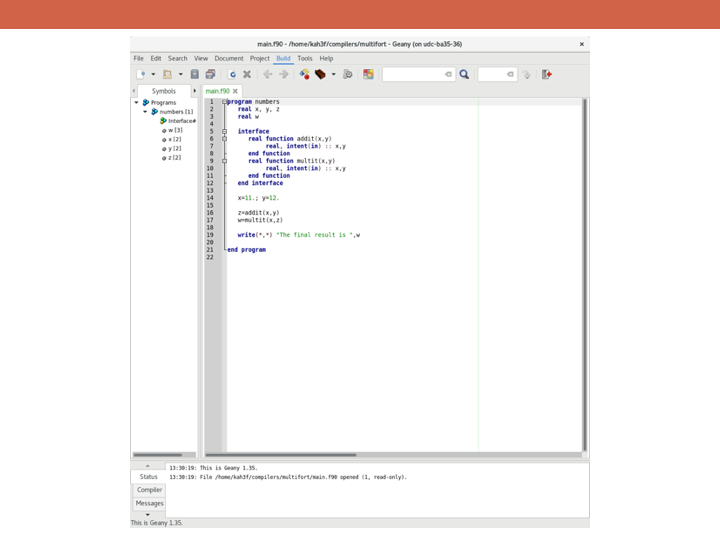 main.f90 - /home/kah3f/compilers/multifort - Geany (on udc-ba35-36) ×
File Edit Search View Document Project Build Tools Help
Symbols main.f90
Programs
numbers [1]
Interface#
w [3]
x [2]
y [2]
z [2]
1 program numbers
2 real x, y, z
3 real w
4
5 interface
6 real function addit(x,y)
7 real, intent(in) :: x,y
8 end function
9 real function multit(x,y)
10 real, intent(in) :: x,y
11 end function
12 end interface
13
14 x=11.; y=12.
15
16 z=addit(x,y)
17 w=multit(x,z)
18
19 write(*,*) "The final result is ",w
20
21 end program
22
Status
Compiler
Messages
13:30:19: This is Geany 1.35.
13:30:19: File /home/kah3f/compilers/multifort/main.f90 opened (1, read-only).
This is Geany 1.35.